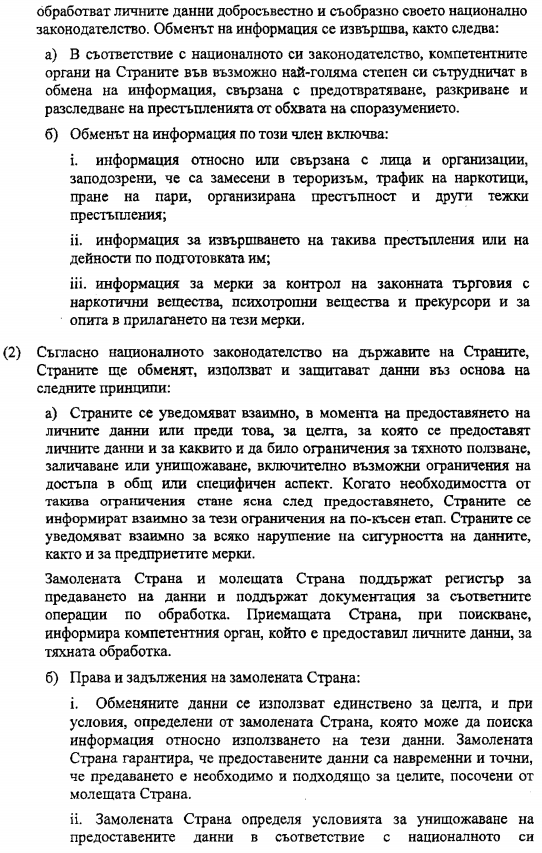 обработват личните данни добросъвестно и съобразно своето национално
законодателство. Обменът на информация се извършва, както следва:
а) В съответствие с националното си законодателство, компетентните
органи на Страните във възможно най-голяма степен си сътрудничат в
обмена на информация, свързана с предотвратяване, разкриване и
разследване на престъпленията от обхвата на споразумението.
б) Обменът на информация по този член включва:
i. информация относно или свързана с лица и организации,
заподозрени, че са замесени в тероризъм, трафик на наркотици,
пране на пари, организирана престъпност и други тежки
престъпления;
ii. информация за извършването на такива престъпления или на
дейности по подготовката им;
iii. информация за мерки за контрол на законната търговия с
наркотични вещества, психотропни вещества и прекурсори и за
опита в прилагането на тези мерки.
(2) Съгласно националното законодателство на държавите на Страните,
Страните ще обменят, използват и защитават данни въз основа на
следните принципи:
а) Страните се уведомяват взаимно, в момента на предоставянето на
личните данни или преди това, за целта, за която се предоставят
личните данни и за каквито и да било ограничения за тяхното ползване,
заличаване или унищожаване, включително възможни ограничения на
достъпа в общ или специфичен аспект. Когато необходимостта от
такива ограничения стане ясна след предоставянето, Страните се
информират взаимно за тези ограничения на по-късен етап. Страните се
уведомяват взаимно за всяко нарушение на сигурността на данните,
както и за предприетите мерки.
Замолената Страна и молещата Страна поддържат регистър за
предаването на данни и поддържат документация за съответните
операции по обработка. Приемащата Страна, при поискване,
информира компетентния орган, който е предоставил личните данни, за
тяхната обработка.
б) Права и задължения на замолената Страна:
i. Обменяните данни се използват единствено за целта, и при
условия, определени от замолената Страна, която може да поиска
информация относно използването на тези данни. Замолената
Страна гарантира, че предоставените данни са навременни и точни,
че предаването е необходимо и подходящо за целите, посочени от
молещата Страна.
ii. Замолената Страна определя условията за унищожаване на
предоставените данни в съответствие с националното си